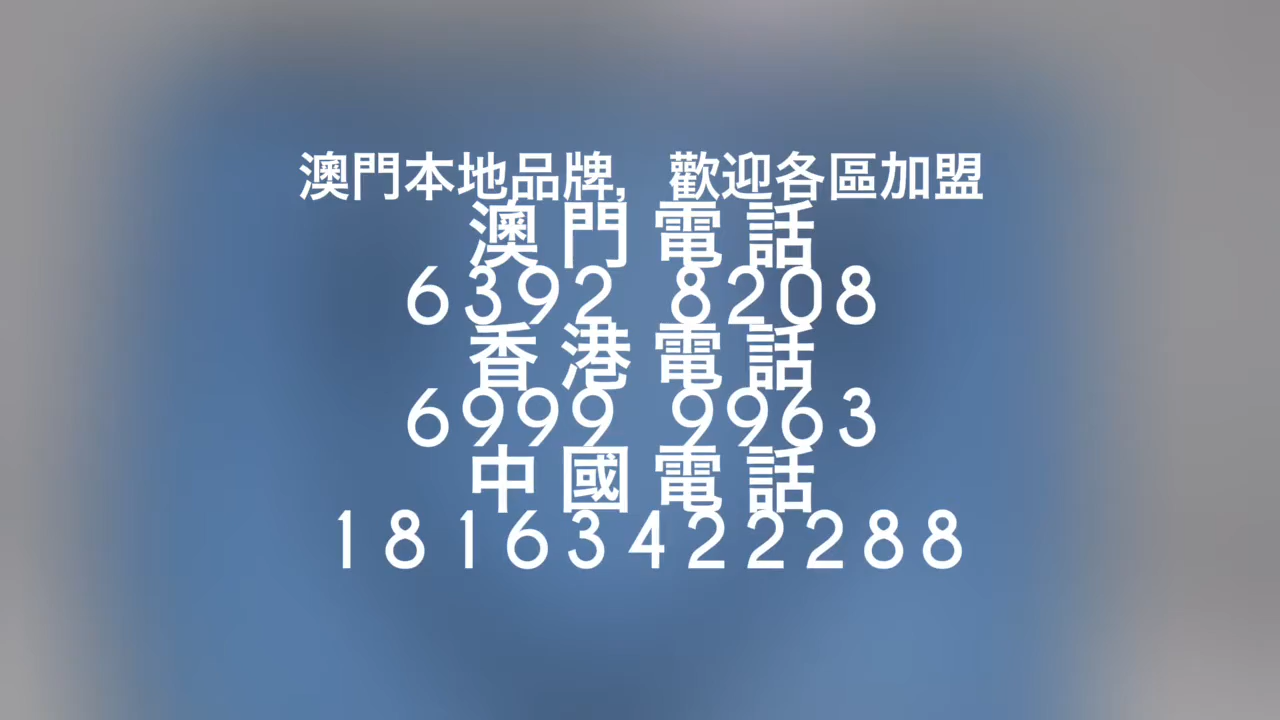 澳門本地品牌，歡迎各區加盟
澳門電話
6392 8208
香港電話
6999 9963
中國電話
18163422288